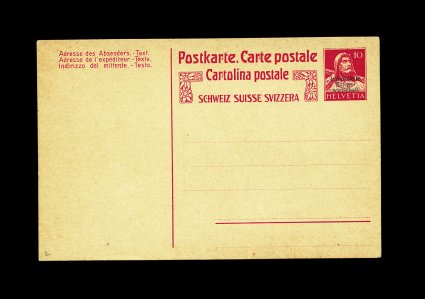 Adresse des Absenders.-Text.
Adresse de l'expéditeur.-Texte.
Indirizzo del mittente.-Testo.
Postkarte. Carte postale
Cartolina postale
SCHWEIZ SUISSE SVIZZERA
10
HELVETIA